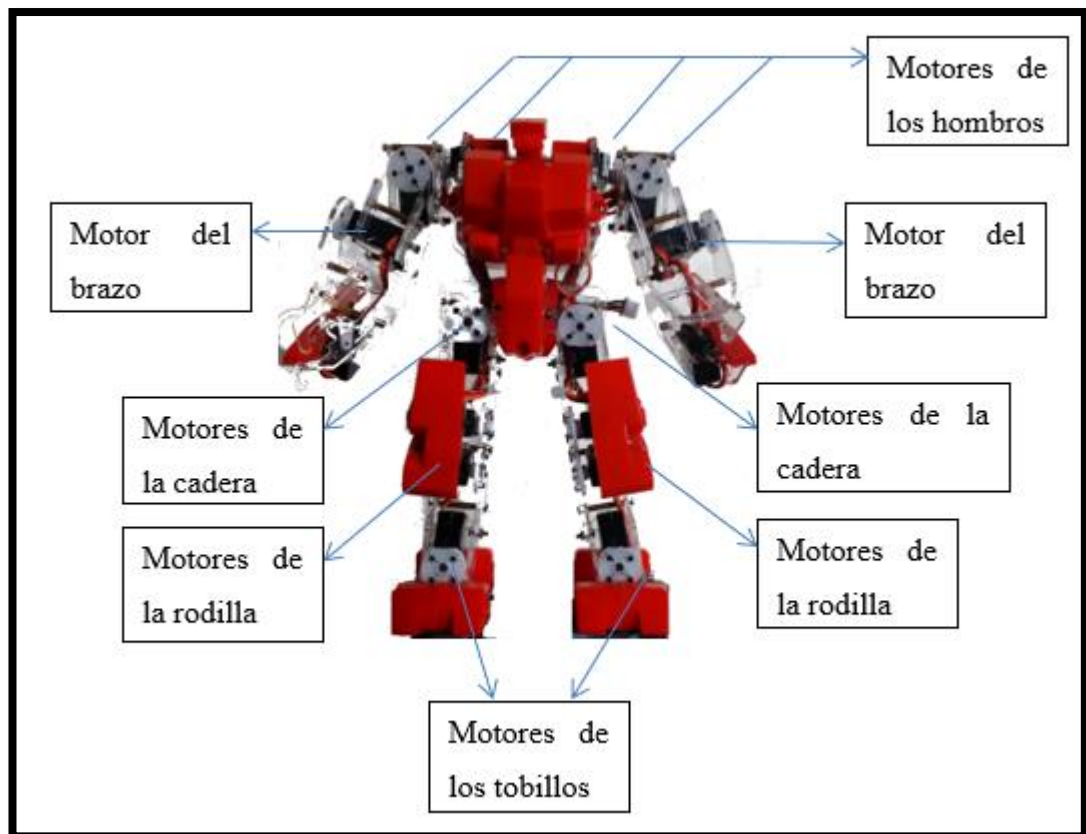 Motores de
los hombros
Motor del
brazo
Motor del
brazo
Motores de
la cadera
Motores de la
cadera
Motores de
la rodilla
Motores de
la rodilla
Motores de
los tobillos